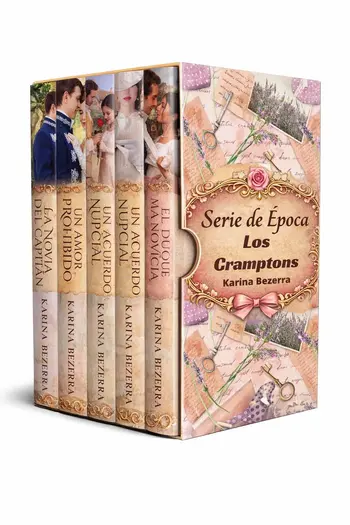 LA NOVIA
DEL CAPITÁN
KARINA BEZERRA
UN AMOR
PROHIBIDO
KARINA BEZERRA
UN ACUERDO
NUPCIAL
KARINA BEZERRA
UN ACUERDO
NUPCIAL
KARINA BEZERRA
EL DUQUE
MANOVICIA
KARINA BEZERRA
Serie de Época
Los
Cramptons
Karina Bezerra